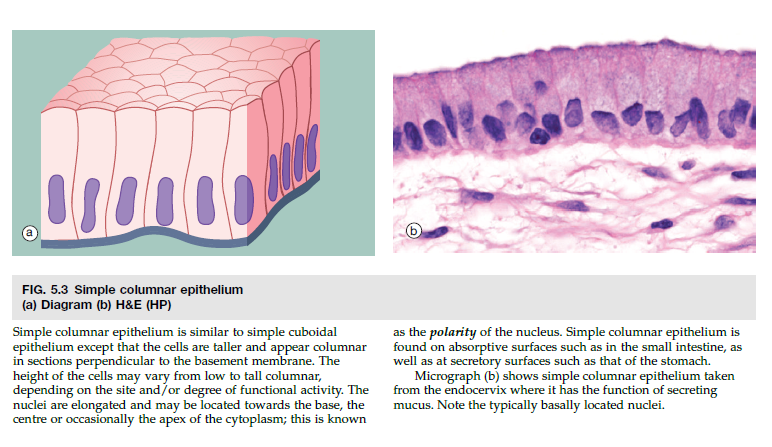 a
b
FIG. 5.3 Simple columnar epithelium
(a) Diagram (b) H&E (HP)
Simple columnar epithelium is similar to simple cuboidal
epithelium except that the cells are taller and appear columnar
in sections perpendicular to the basement membrane. The
height of the cells may vary from low to tall columnar,
depending on the site and/or degree of functional activity. The
nuclei are elongated and may be located towards the base, the
centre or occasionally the apex of the cytoplasm; this is known
as the polarity of the nucleus. Simple columnar epithelium is
found on absorptive surfaces such as in the small intestine, as
well as at secretory surfaces such as that of the stomach.
Micrograph (b) shows simple columnar epithelium taken
from the endocervix where it has the function of secreting
mucus. Note the typically basally located nuclei.